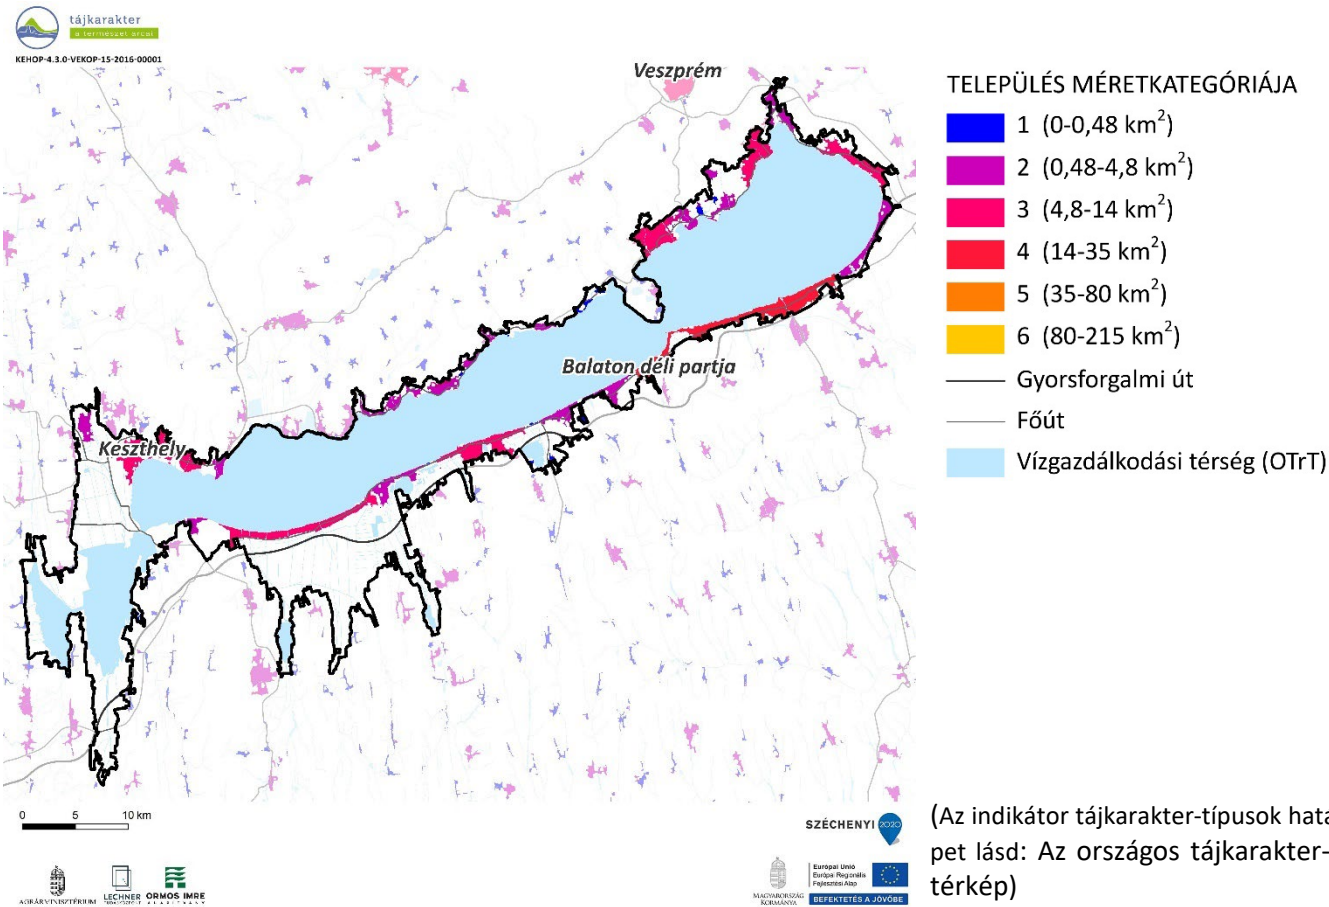 tájkarakter
a természet arcai
KEHOP-4.3.0-VEKOP-15-2016-00001
Veszprém
Balaton déli partja
Keszthely
TELEPÜLÉS MÉRETKATEGÓRIÁJA
1 (0-0,48 km²)
2 (0,48-4,8 km²)
3 (4,8-14 km²)
4 (14-35 km²)
5 (35-80 km²)
6 (80-215 km²)
Gyorsforgalmi út
Főút
Vízgazdálkodási térség (OTrT)
0 5 10 km
SZÉCHENYI 2020
(Az indikátor tájkarakter-típusok hatá
pet lásd: Az országos tájkarakter-
térkép)
AGRÁRMINISZTÉRIUM
LECHNER
ORMOS IMRE
ALAPÍTVÁNY
MAGYARORSZÁG
KORMÁNYA
Európai Unió
Európai Regionális
Fejlesztési Alap
BEFEKTETÉS A JÖVŐBE